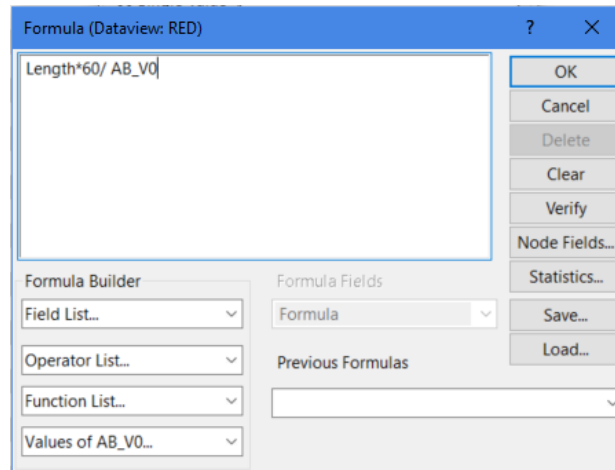 Formula (Dataview: RED)
?
Length*60/ AB_V0
OK
Cancel
Delete
Clear
Verify
Node Fields...
Statistics...
Save...
Load...
Formula Builder
Field List...
Operator List...
Function List...
Values of AB_V0...
Formula Fields
Formula
Previous Formulas